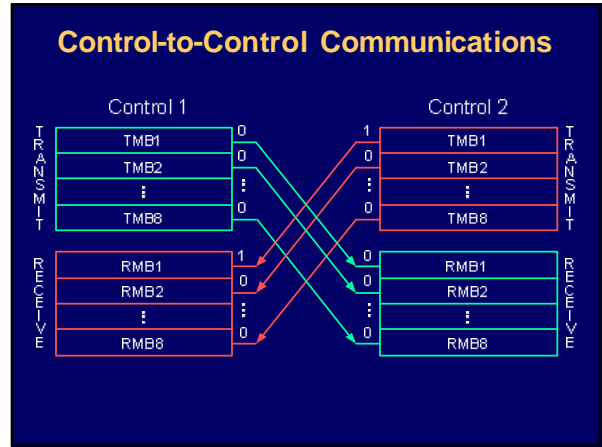 Control-to-Control Communications
Control 1
TRANSMIT
TMB1 0
TMB2 0
⋮ ⋮
TMB8 0
RECEIVE
RMB1 1
RMB2 0
⋮ ⋮
RMB8 0
Control 2
1 TMB1
0 TMB2
⋮ ⋮
0 TMB8
TRANSMIT
0 RMB1
0 RMB2
⋮ ⋮
0 RMB8
RECEIVE